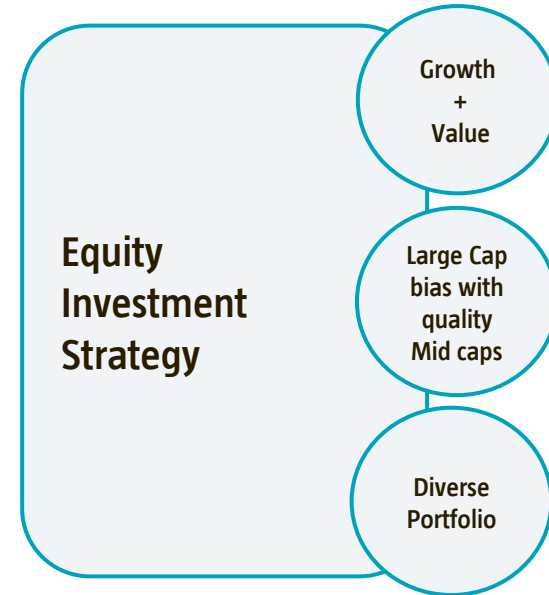 Equity
Investment
Strategy
Growth
+
Value
Large Cap
bias with
quality
Mid caps
Diverse
Portfolio